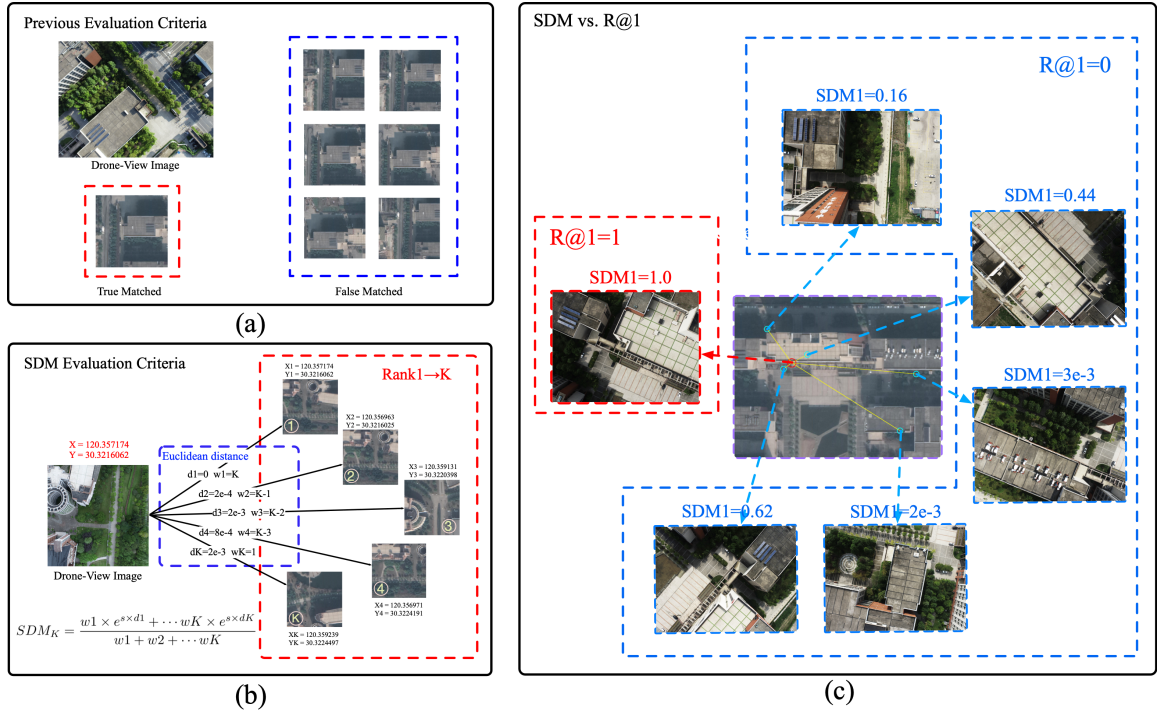 Previous Evaluation Criteria
Drone-View Image
True Matched
False Matched
(a)
SDM Evaluation Criteria
Rank1→K
X = 120.357174
Y = 30.3216062
Drone-View Image
Euclidean distance
d1=0 w1=K
d2=2e-4 w2=K-1
d3=2e-3 w3=K-2
d4=8e-4 w4=K-3
dK=2e-3 wK=1
X1 = 120.357174
Y1 = 30.3216062
①
X2 = 120.356963
Y2 = 30.3216025
②
X3 = 120.359131
Y3 = 30.3220398
③
④
X4 = 120.356971
Y4 = 30.3224191
K
XK = 120.359239
YK = 30.3224497
SDM_K = \frac{w1 × e^{s×d1} + ⋯ wK × e^{s×dK}}{w1 + w2 + ⋯ wK}
(b)
SDM vs. R@1
R@1=0
SDM1=0.16
SDM1=0.44
R@1=1
SDM1=1.0
SDM1=3e-3
SDM1=0.62
SDM1=2e-3
(c)